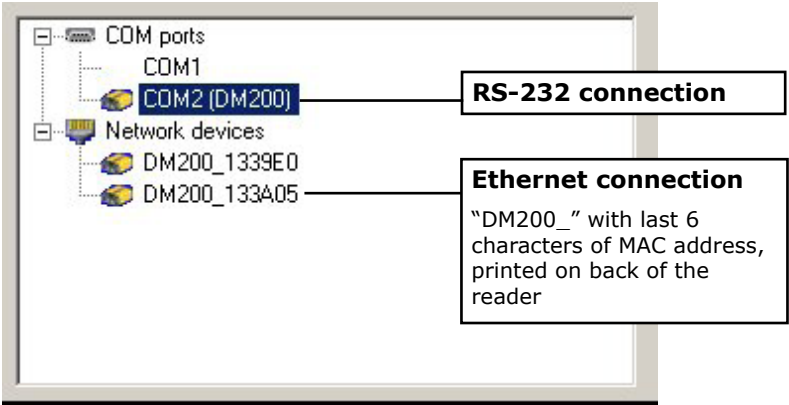 COM ports
COM1
COM2 (DM200)
RS-232 connection
Network devices
DM200_1339E0
DM200_133A05
Ethernet connection
“DM200_” with last 6
characters of MAC address,
printed on back of the
reader